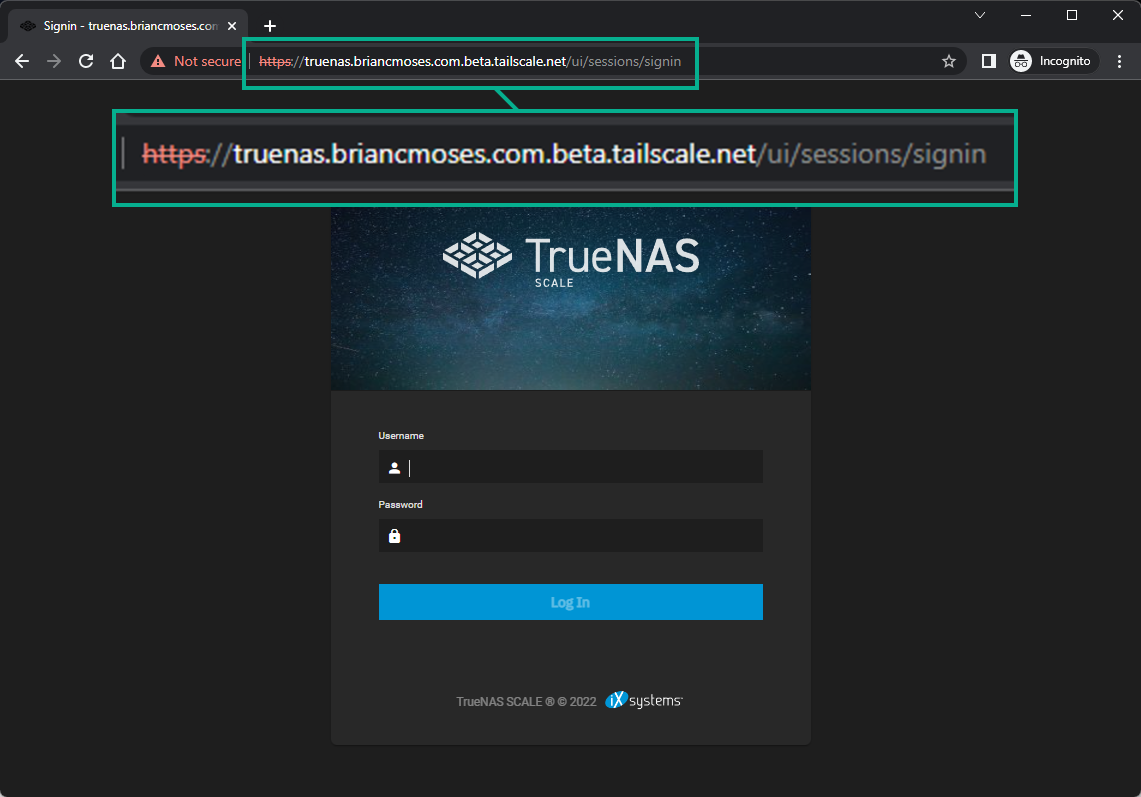 Signin - truenas.briancmoses.com
Not secure https://truenas.briancmoses.com.beta.tailscale.net/ui/sessions/signin Incognito
https://truenas.briancmoses.com.beta.tailscale.net/ui/sessions/signin
TrueNAS
SCALE
Username
Password
Log In
TrueNAS SCALE ® © 2022 iXsystems